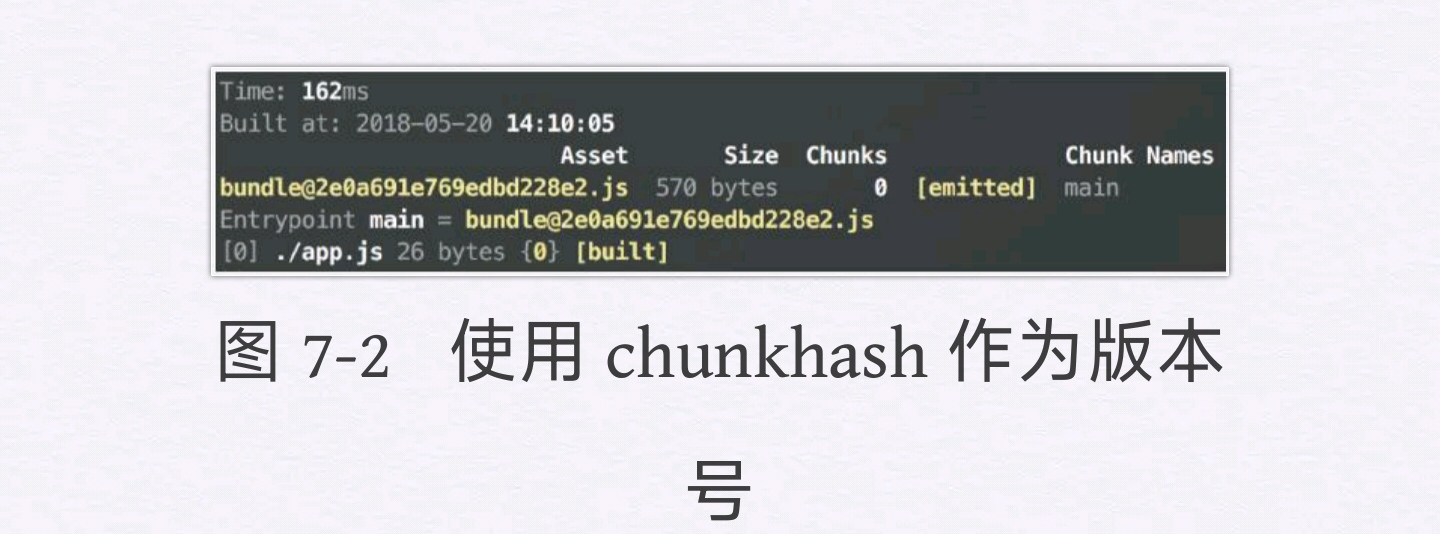 Time: 162ms
Built at: 2018-05-20 14:10:05
Asset Size Chunks Chunk Names
bundle@2e0a691e769edbd228e2.js 570 bytes 0 [emitted] main
Entrypoint main = bundle@2e0a691e769edbd228e2.js
[0] ./app.js 26 bytes {0} [built]
图 7-2 使用 chunkhash 作为版本
号